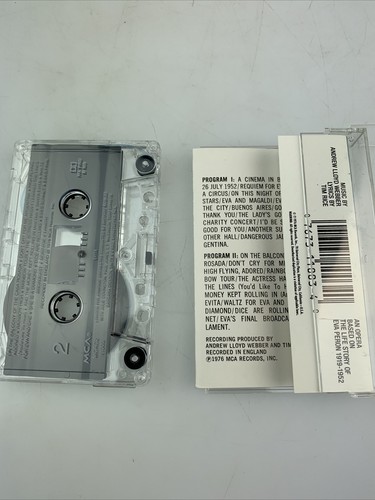 2
PROGRAM I: A CINEMA IN B
26 JULY 1952/REQUIEM FOR E
A CIRCUS/ON THIS NIGHT OF
STARS/EVA AND MAGALDI/EV
THE CITY/BUENOS AIRES/GO
THANK YOU/THE LADY'S GO
CHARITY CONCERT/I'D BE
GOOD FOR YOU/ANOTHER SU
OTHER HALL/DANGEROUS JA
GENTINA.
PROGRAM II: ON THE BALCON
ROSADA/DON'T CRY FOR ME
HIGH FLYING, ADORED/RAINBO
BOW TOUR/THE ACTRESS HA
THE LINES (You'd Like To
MONEY KEPT ROLLING IN (A
EVITA/WALTZ FOR EVA AND
DIAMOND/DICE ARE ROLLIN
NET/EVA'S FINAL BROADCA
LAMENT.
RECORDING PRODUCED BY
ANDREW LLOYD WEBBER AND TIM
RECORDED IN ENGLAND
Ⓟ1976 MCA RECORDS, INC.
MUSIC BY
ANDREW LLOYD WEBBER
LYRICS BY
TIM RICE
AN OPERA
BASED ON
THE LIFE STORY OF
EVA PERON 1919-1952